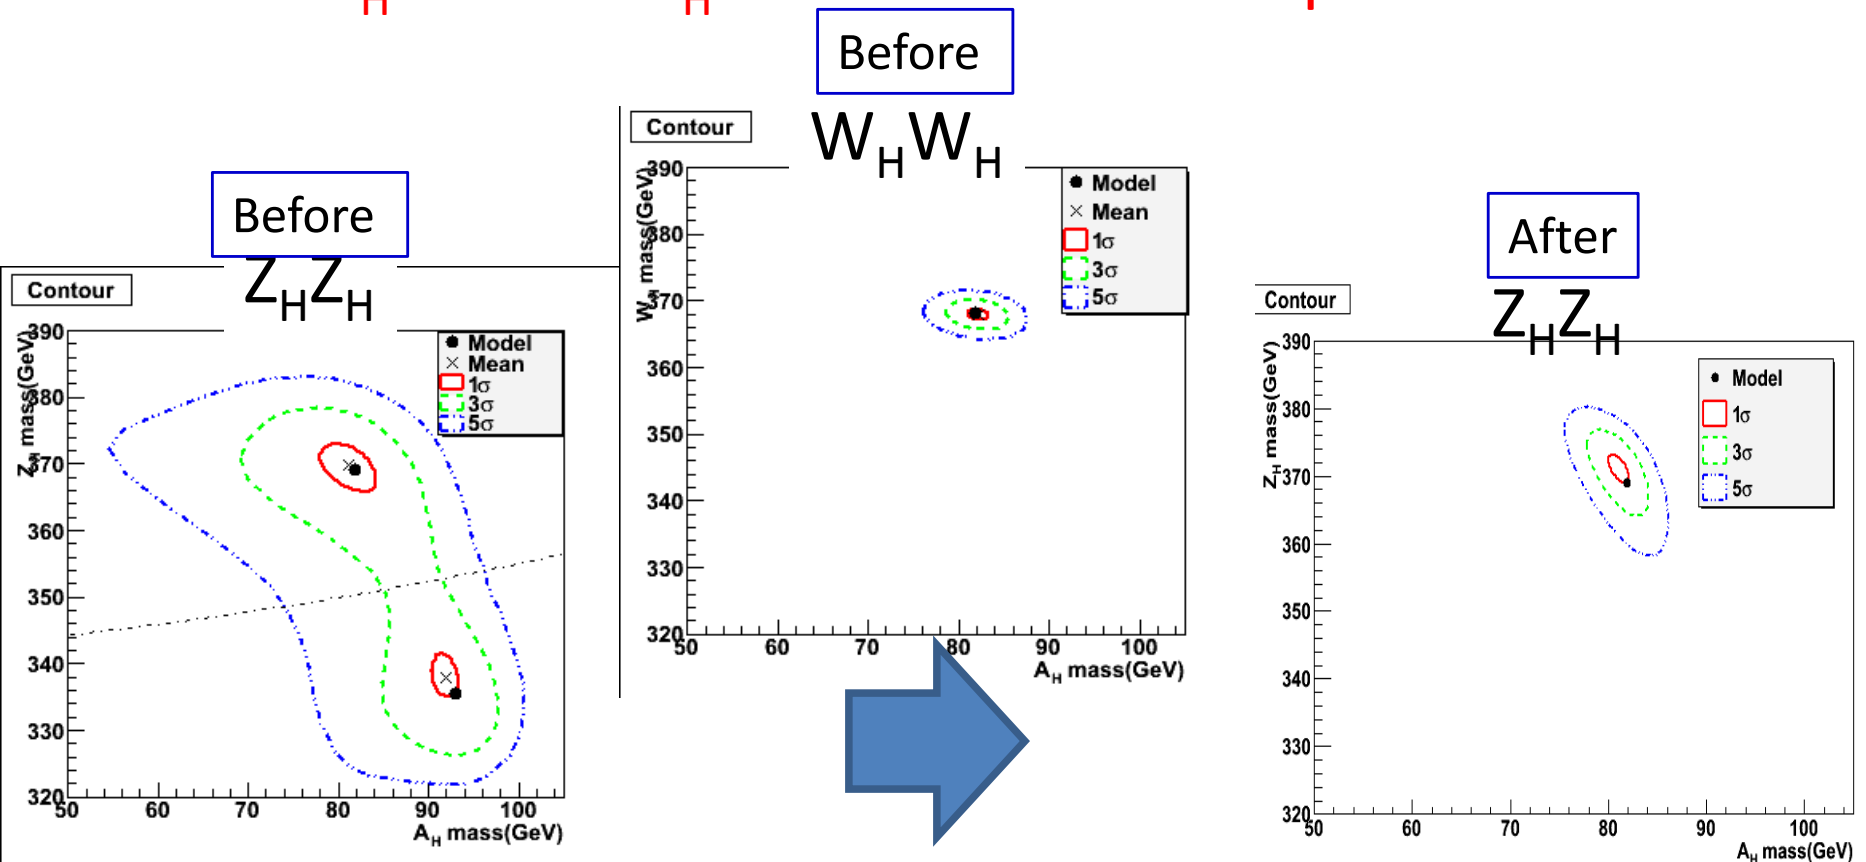 H H
Before
W_H W_H
Contour
W_H mass(GeV)
390
380
370
360
350
340
330
320
50 60 70 80 90 100
A_H mass(GeV)
Model
Mean
1σ
3σ
5σ
Before
Z_H Z_H
Contour
Z_H mass(GeV)
390
380
370
360
350
340
330
320
50 60 70 80 90 100
A_H mass(GeV)
Model
Mean
1σ
3σ
5σ
After
Z_H Z_H
Contour
Z_H mass(GeV)
390
380
370
360
350
340
330
320
50 60 70 80 90 100
A_H mass(GeV)
Model
1σ
3σ
5σ